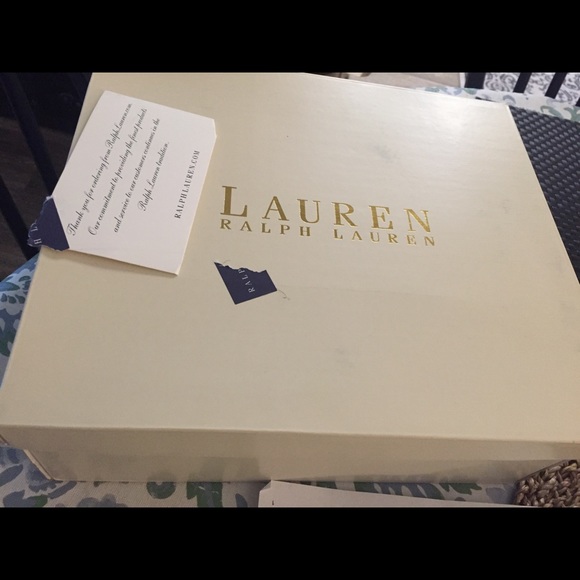 Thank you for ordering from RalphLauren.com.
Our commitment to providing the finest products
and service to our customers continues in the
Ralph Lauren tradition.
RALPHLAUREN.COM
LAUREN
RALPH LAUREN
RALP